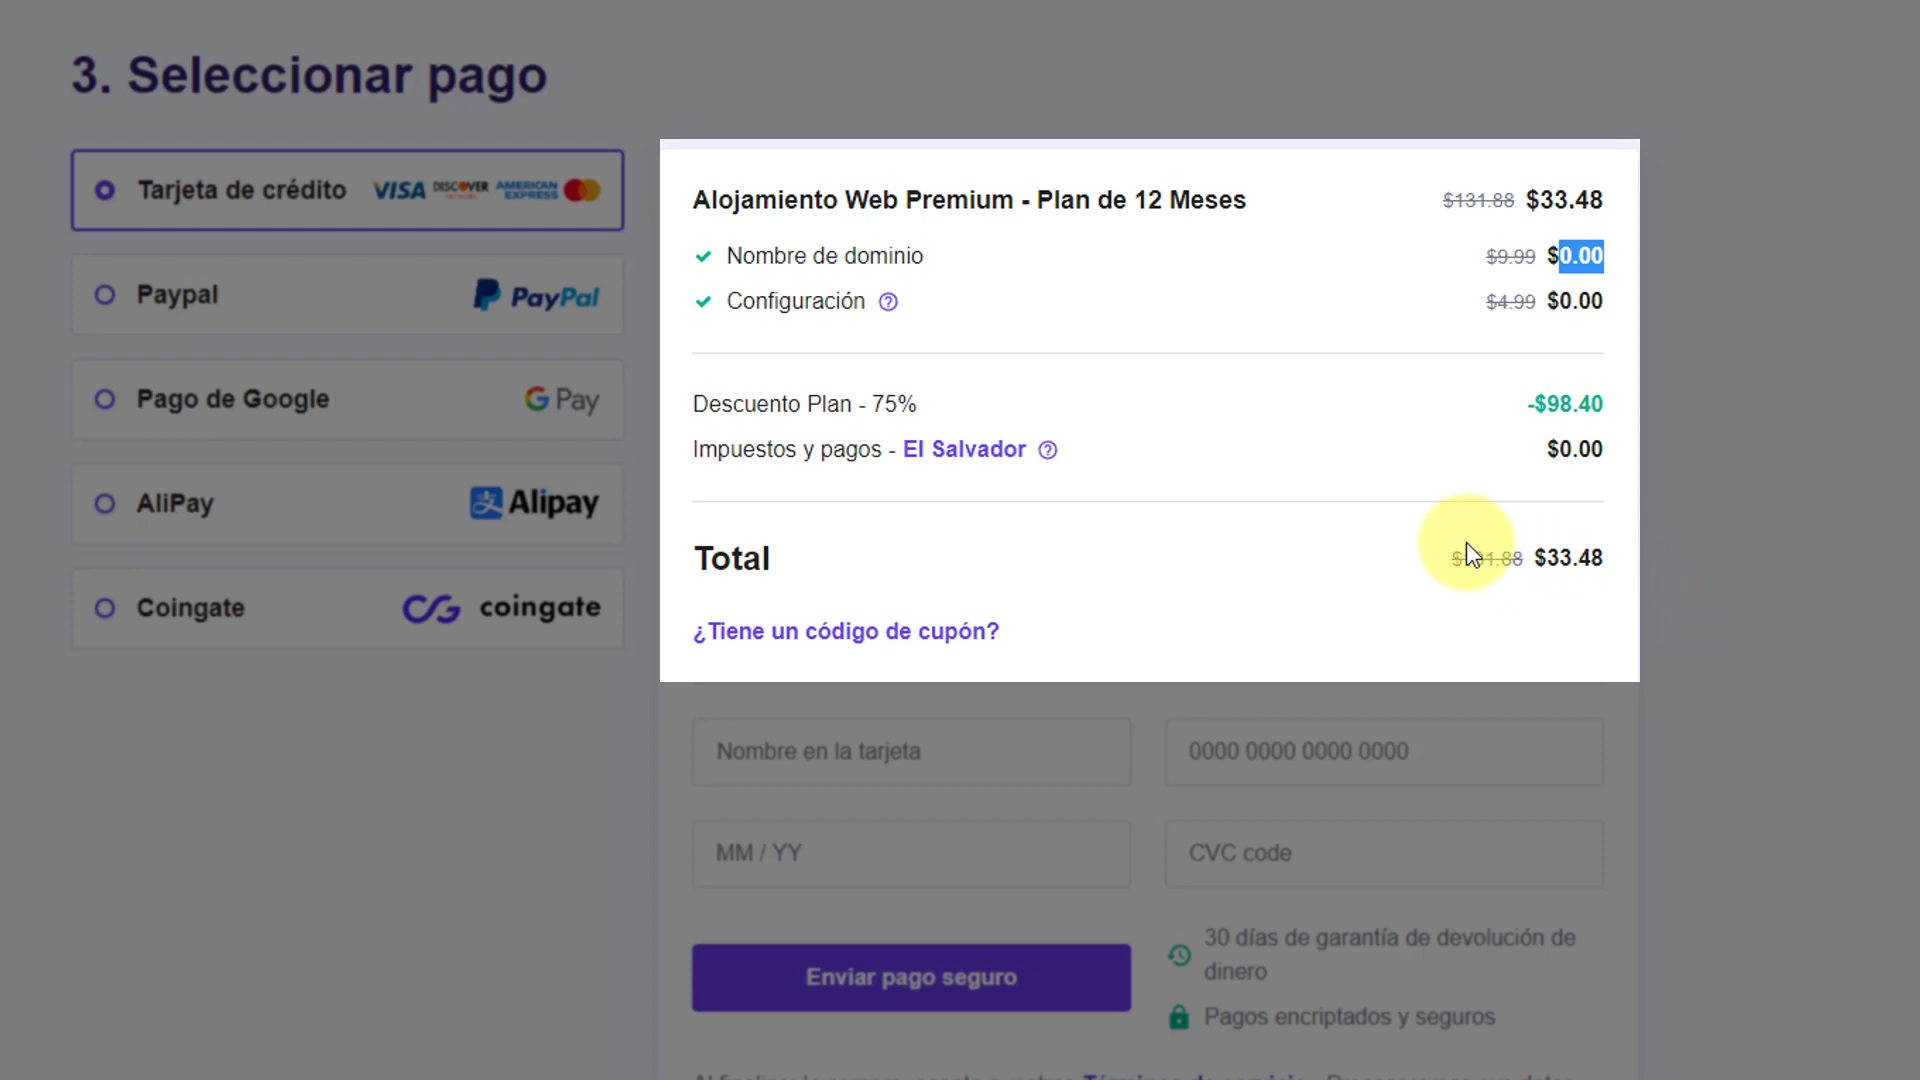 3. Seleccionar pago
Tarjeta de crédito VISA DISCOVER AMERICAN EXPRESS
Paypal PayPal
Pago de Google G Pay
AliPay Alipay
Coingate coingate
Alojamiento Web Premium - Plan de 12 Meses $131.88 $33.48
Nombre de dominio $9.99 $0.00
Configuración $4.99 $0.00
Descuento Plan - 75% -$98.40
Impuestos y pagos - El Salvador $0.00
Total $33.48
¿Tiene un código de cupón?
Nombre en la tarjeta 0000 0000 0000 0000
MM / YY CVC code
Enviar pago seguro
30 días de garantía de devolución de
dinero
Pagos encriptados y seguros